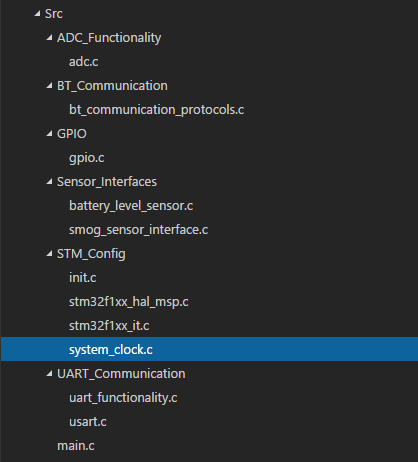 Src
ADC_Functionality
adc.c
BT_Communication
bt_communication_protocols.c
GPIO
gpio.c
Sensor_Interfaces
battery_level_sensor.c
smog_sensor_interface.c
STM_Config
init.c
stm32f1xx_hal_msp.c
stm32f1xx_it.c
system_clock.c
UART_Communication
uart_functionality.c
usart.c
main.c